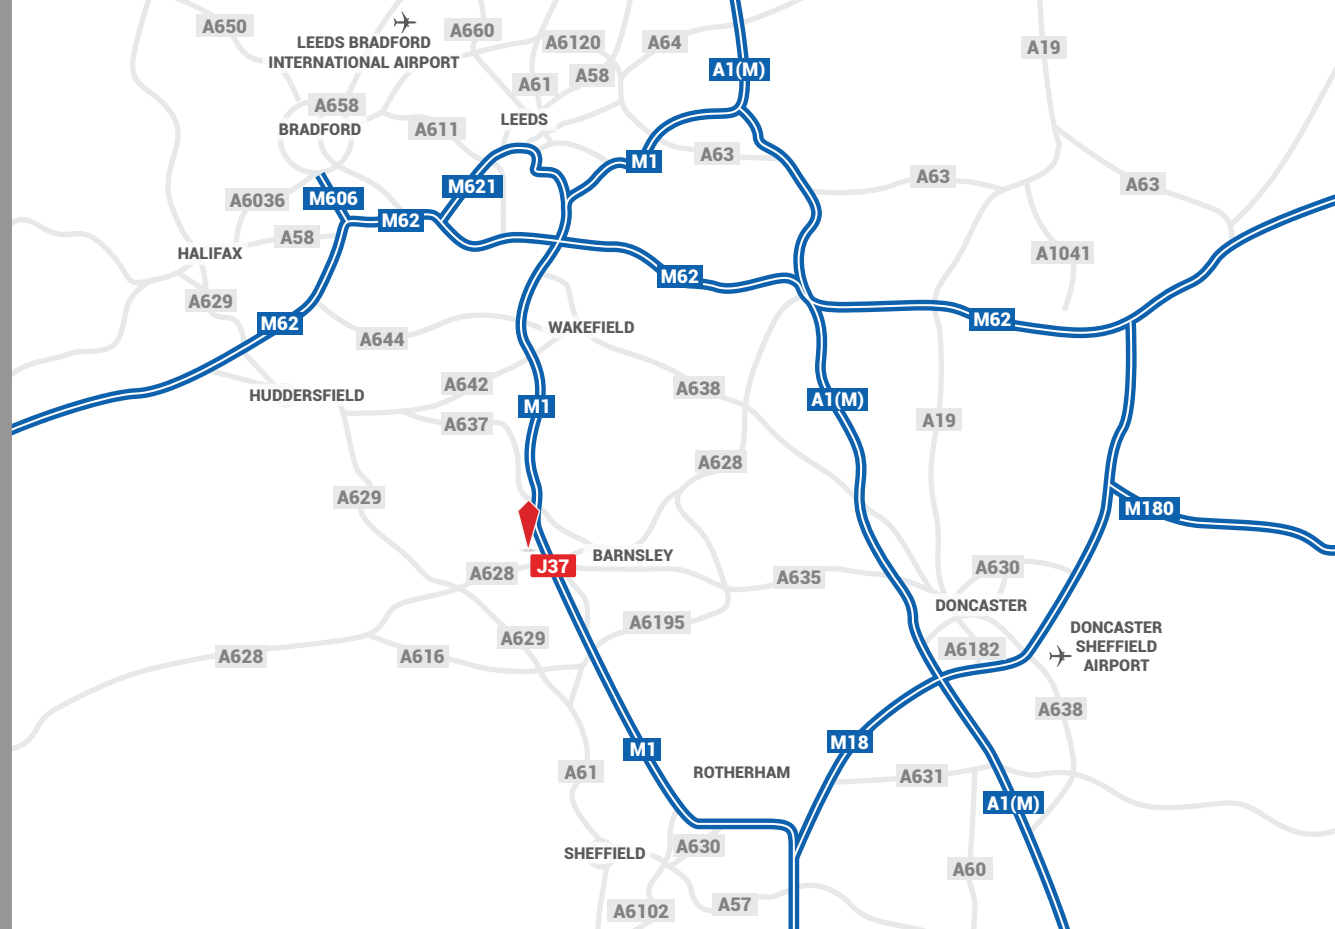 A650
LEEDS BRADFORD
INTERNATIONAL AIRPORT
A660
A6120
A64
A19
A61
A58
A1(M)
A658
BRADFORD
A611
LEEDS
M1
A63
A63
A63
A6036
M606
M621
M62
A58
HALIFAX
A1041
M62
A629
M62
A644
WAKEFIELD
M62
HUDDERSFIELD
A642
M1
A638
A1(M)
A637
A19
A628
A629
M180
BARNSLEY
J37
A628
A635
A630
DONCASTER
A6195
A629
A628
A616
A6182
DONCASTER
SHEFFIELD
AIRPORT
A638
M1
M18
A61
ROTHERHAM
A631
A1(M)
SHEFFIELD
A630
A60
A6102
A57